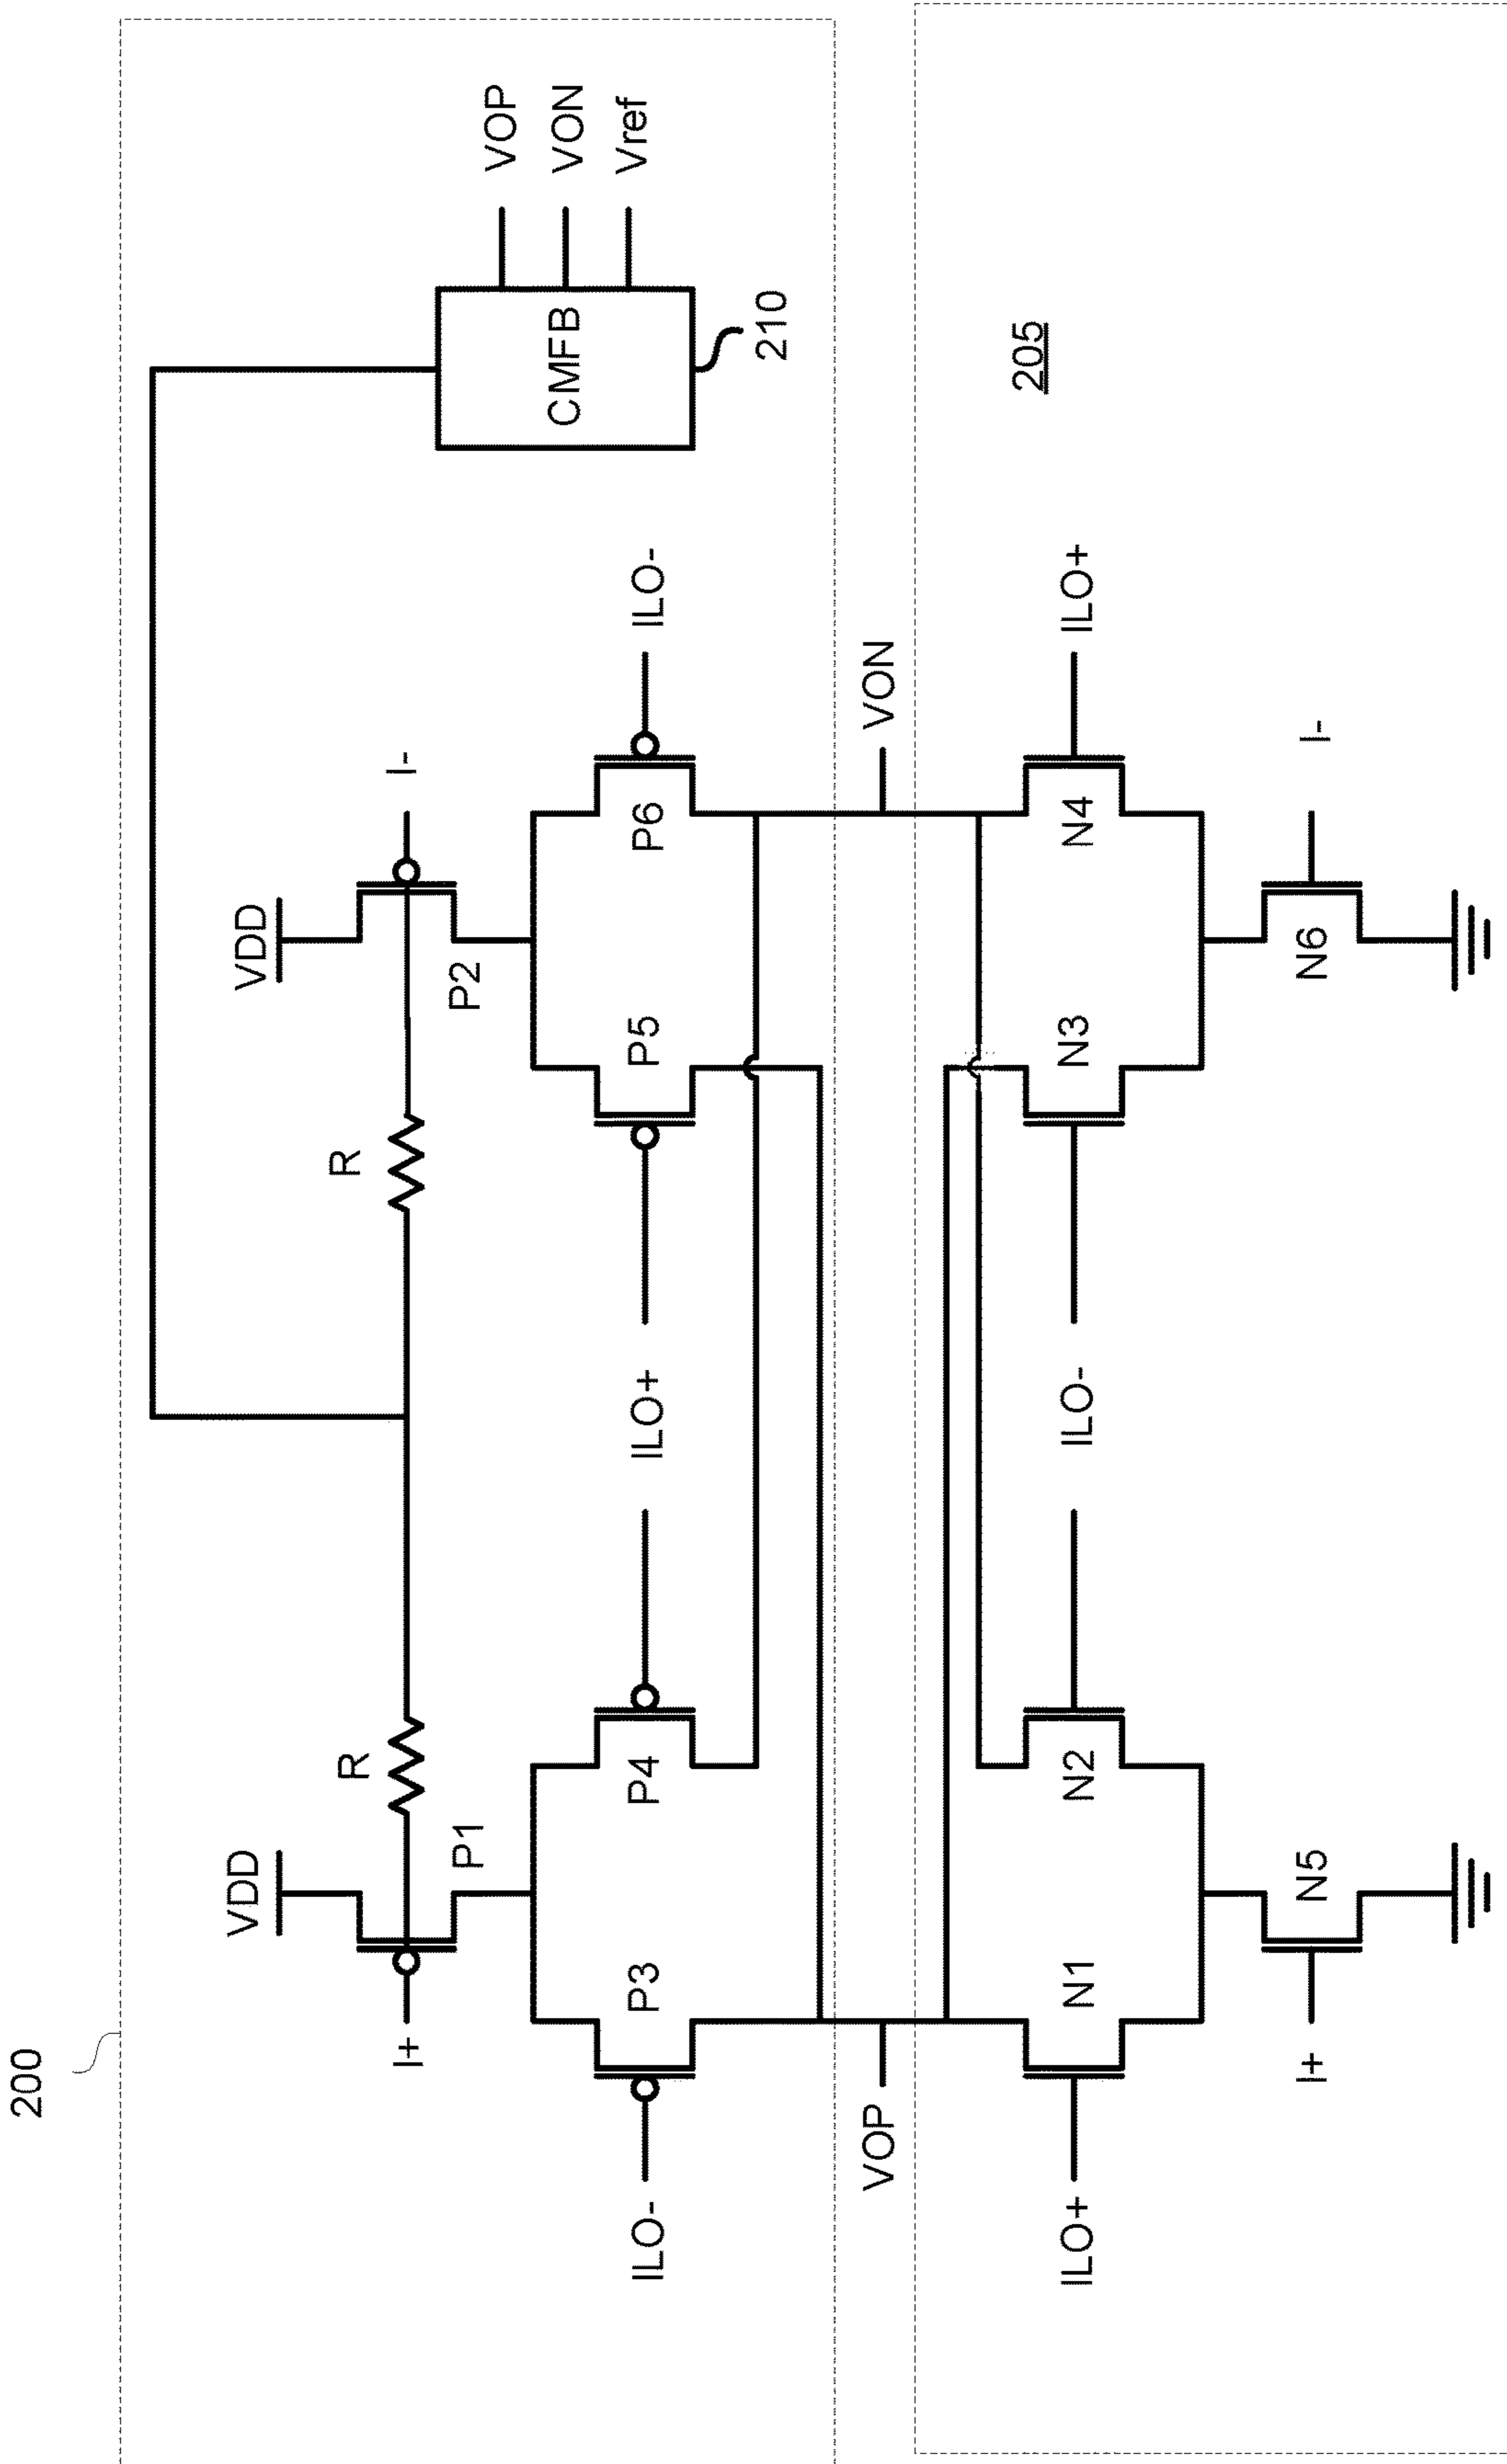 200
VDD
VDD
I+
P1
R
R
P2
I-
CMFB
VOP
VON
Vref
210
ILO-
P3
P4
ILO+
P5
P6
ILO-
VOP
VON
205
ILO+
N1
N2
ILO-
N3
N4
ILO+
I+
N5
N6
I-